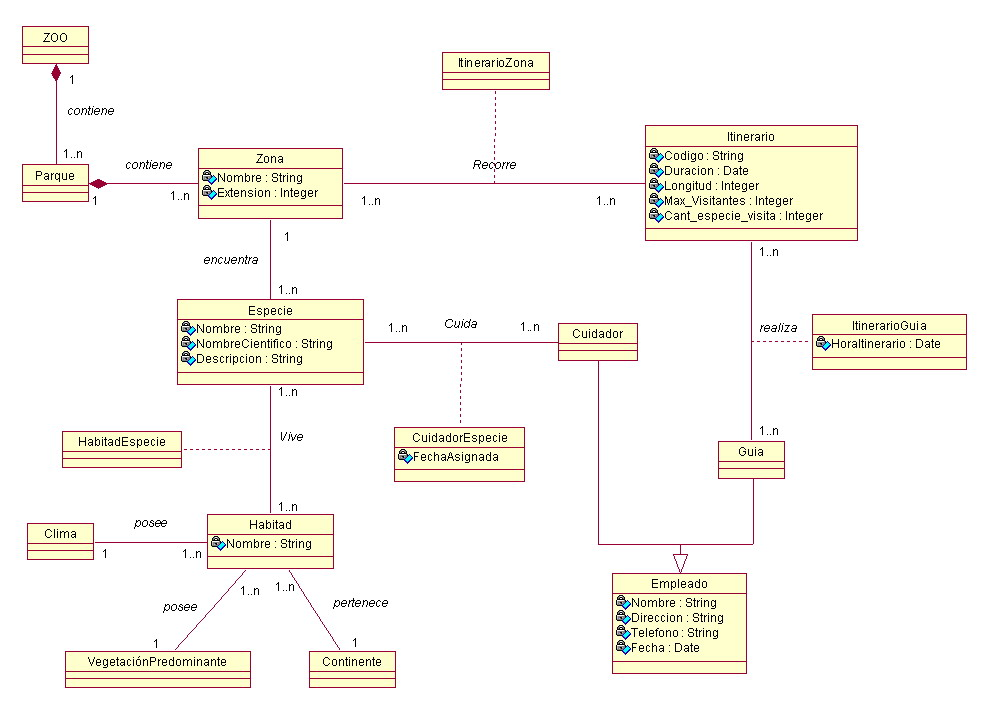 ZOO
1
contiene
1..n
Parque
1
contiene
1..n
Zona
Nombre : String
Extension : Integer
ItinerarioZona
Recorre
1..n
1..n
Itinerario
Codigo : String
Duracion : Date
Longitud : Integer
Max_Visitantes : Integer
Cant_especie_visita : Integer
1
encuentra
1..n
Especie
Nombre : String
NombreCientifico : String
Descripcion : String
1..n
Cuida
1..n
Cuidador
CuidadorEspecie
FechaAsignada
1..n
realiza
ItinerarioGuia
HoraItinerario : Date
1..n
Guia
1..n
Vive
HabitadEspecie
1..n
Habitad
Nombre : String
Clima
posee
1
1..n
1..n
posee
1
VegetaciónPredominante
1..n
pertenece
1
Continente
Empleado
Nombre : String
Direccion : String
Telefono : String
Fecha : Date